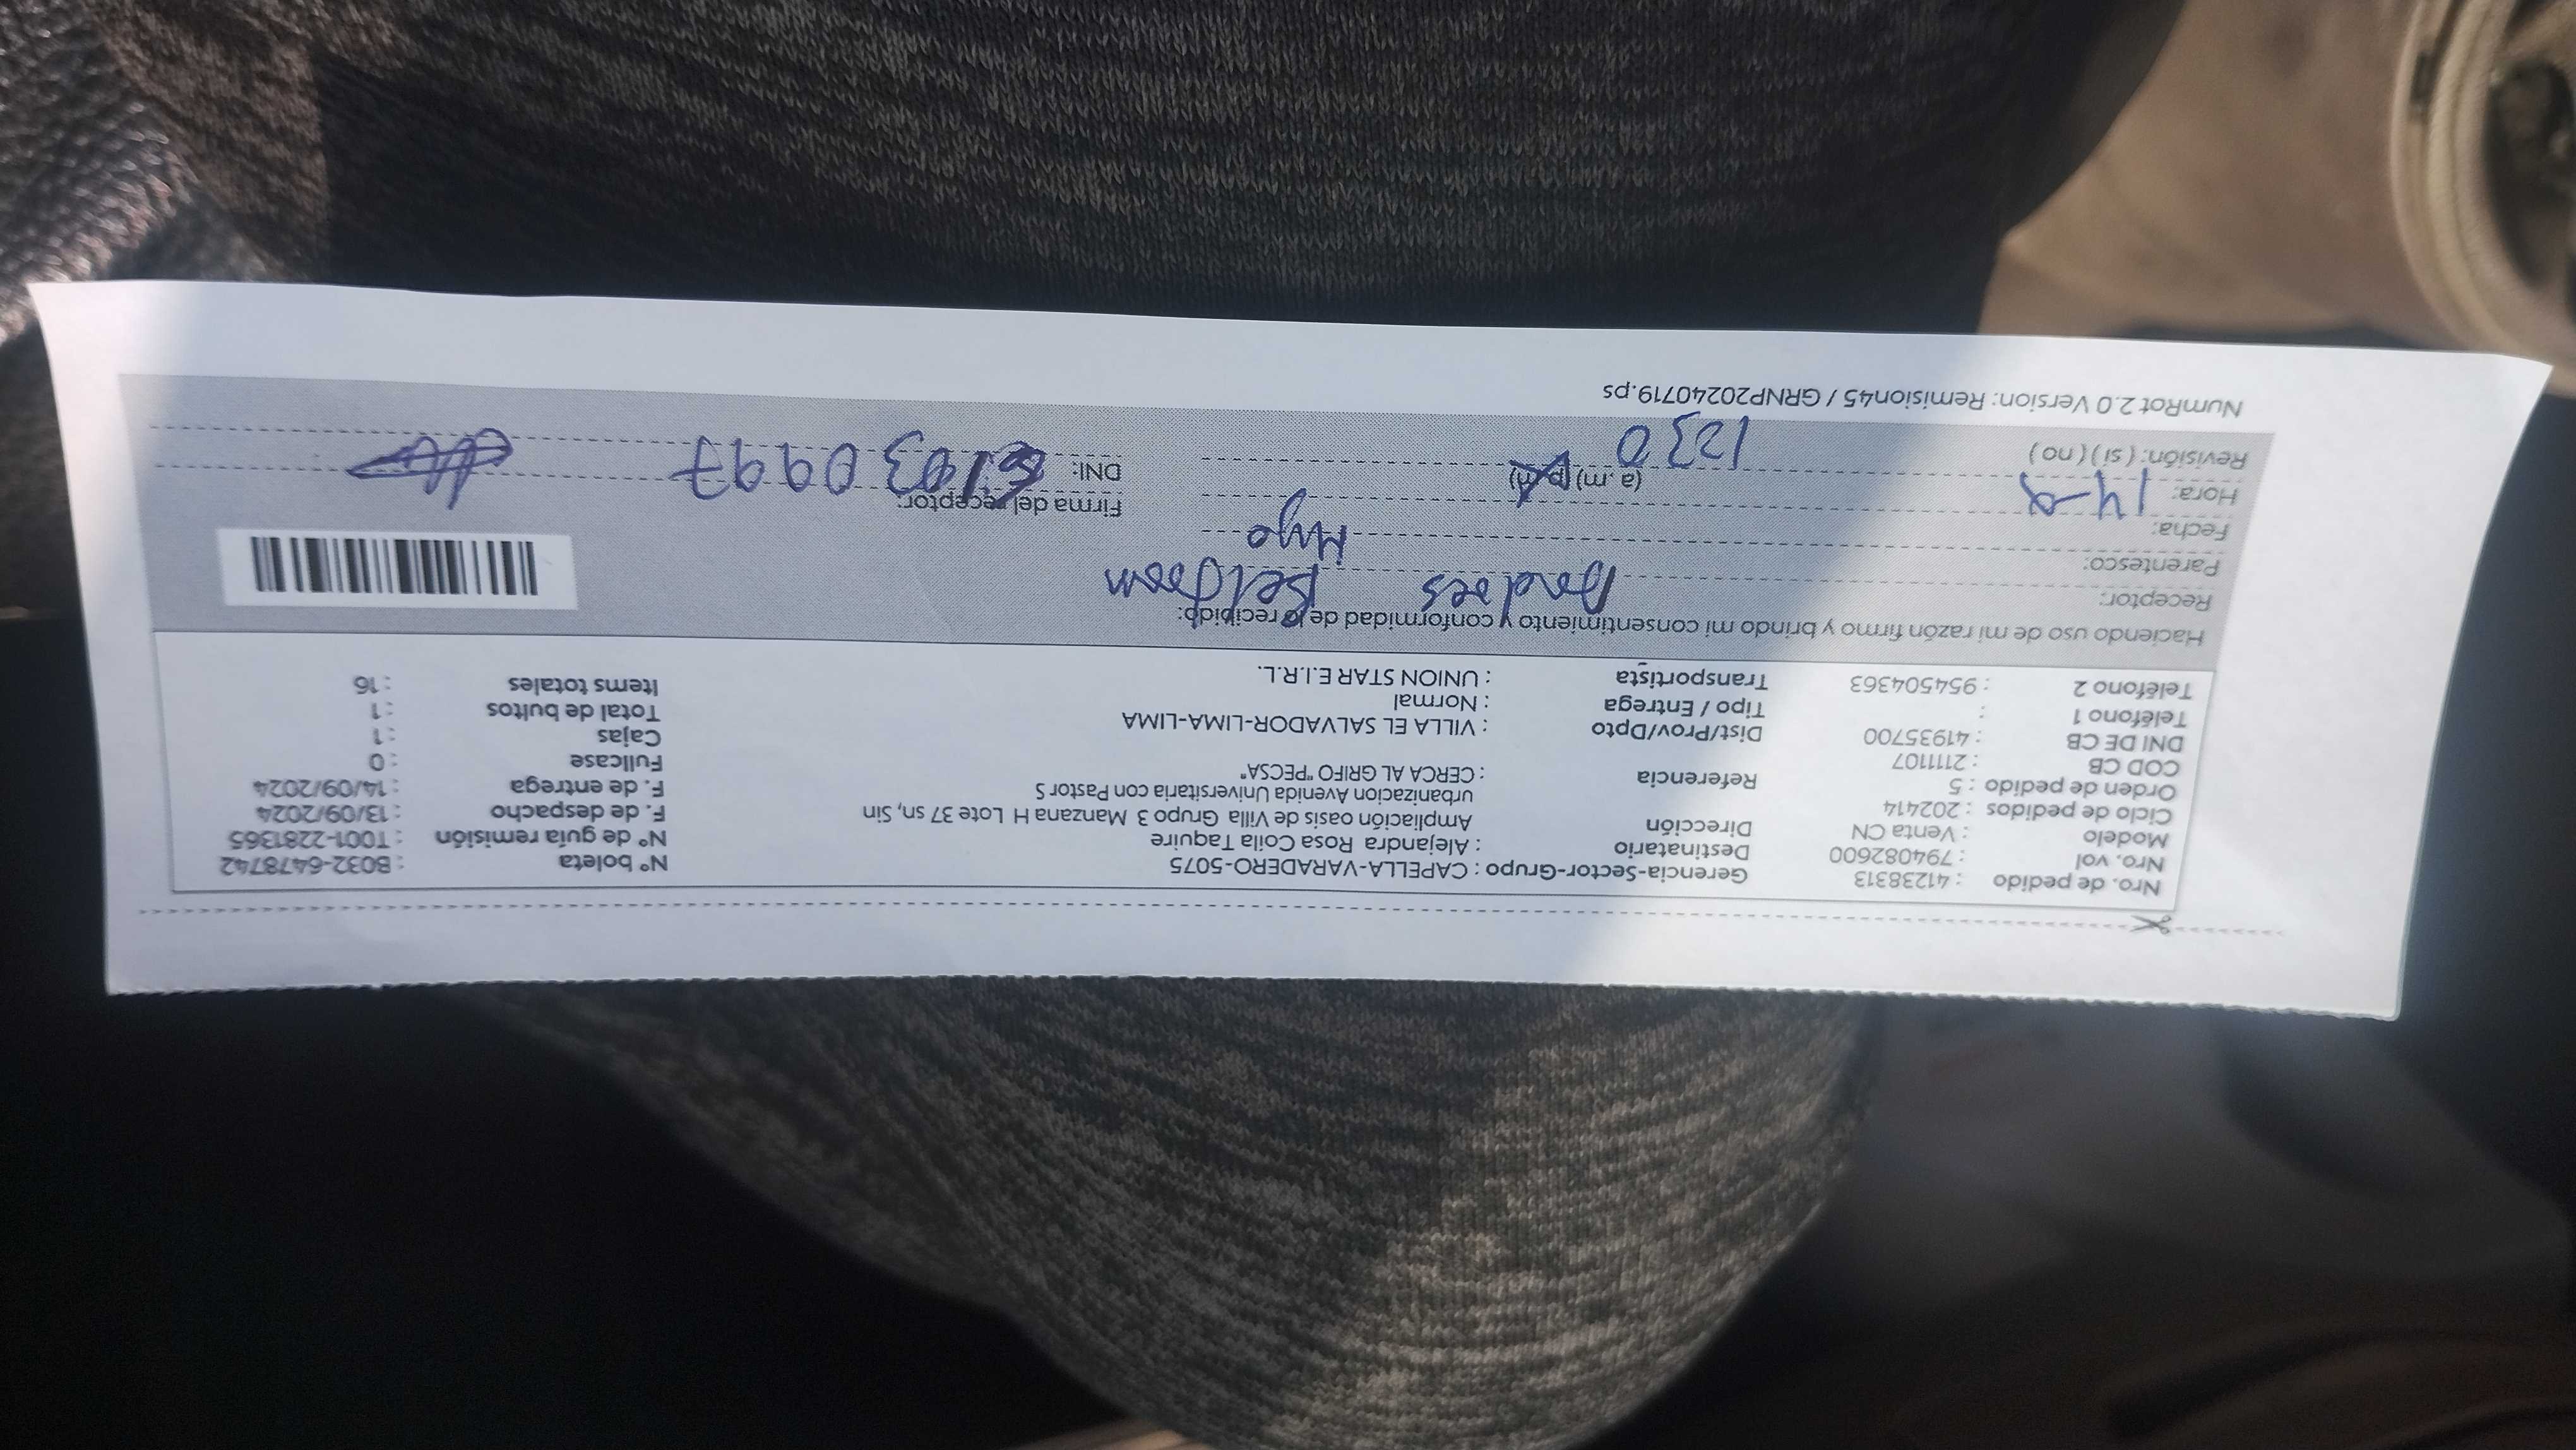 Nro. de pedido : 41238313 Gerencia-Sector-Grupo : CAPELLA-VARADERO-5075 N° boleta : B032-6478742
Nro. vol : 794082600 Destinatario : Alejandra Rosa Coila Taquire N° de guía remisión : T001-2281365
Modelo : Venta CN Dirección Ampliación oasis de Villa Grupo 3 Manzana H Lote 37 sn, Sin F. de despacho : 13/09/2024
Ciclo de pedidos : 202414 urbanizacion Avenida Universitaria con Pastor S F. de entrega : 14/09/2024
Orden de pedido : 5 Referencia : CERCA AL GRIFO "PECSA" Fullcase : 0
COD CB : 2111107 Cajas : 1
DNI DE CB : 41935700 Dist/Prov/Dpto : VILLA EL SALVADOR-LIMA-LIMA Total de bultos : 1
Teléfono 1 : Tipo / Entrega : Normal Items totales : 16
Teléfono 2 : 954504363 Transportista : UNION STAR E.I.R.L.
Haciendo uso de mi razón firmo y brindo mi consentimiento y conformidad de lo recibido:
Receptor:
Parentesco:
Fecha: Firma del receptor:
Hora: 14-9 (a.m) (p.m) DNI:
Revisión: ( si ) ( no ) 1230
NumRot 2.0 Version: Remision45 / GRNP20240719.ps